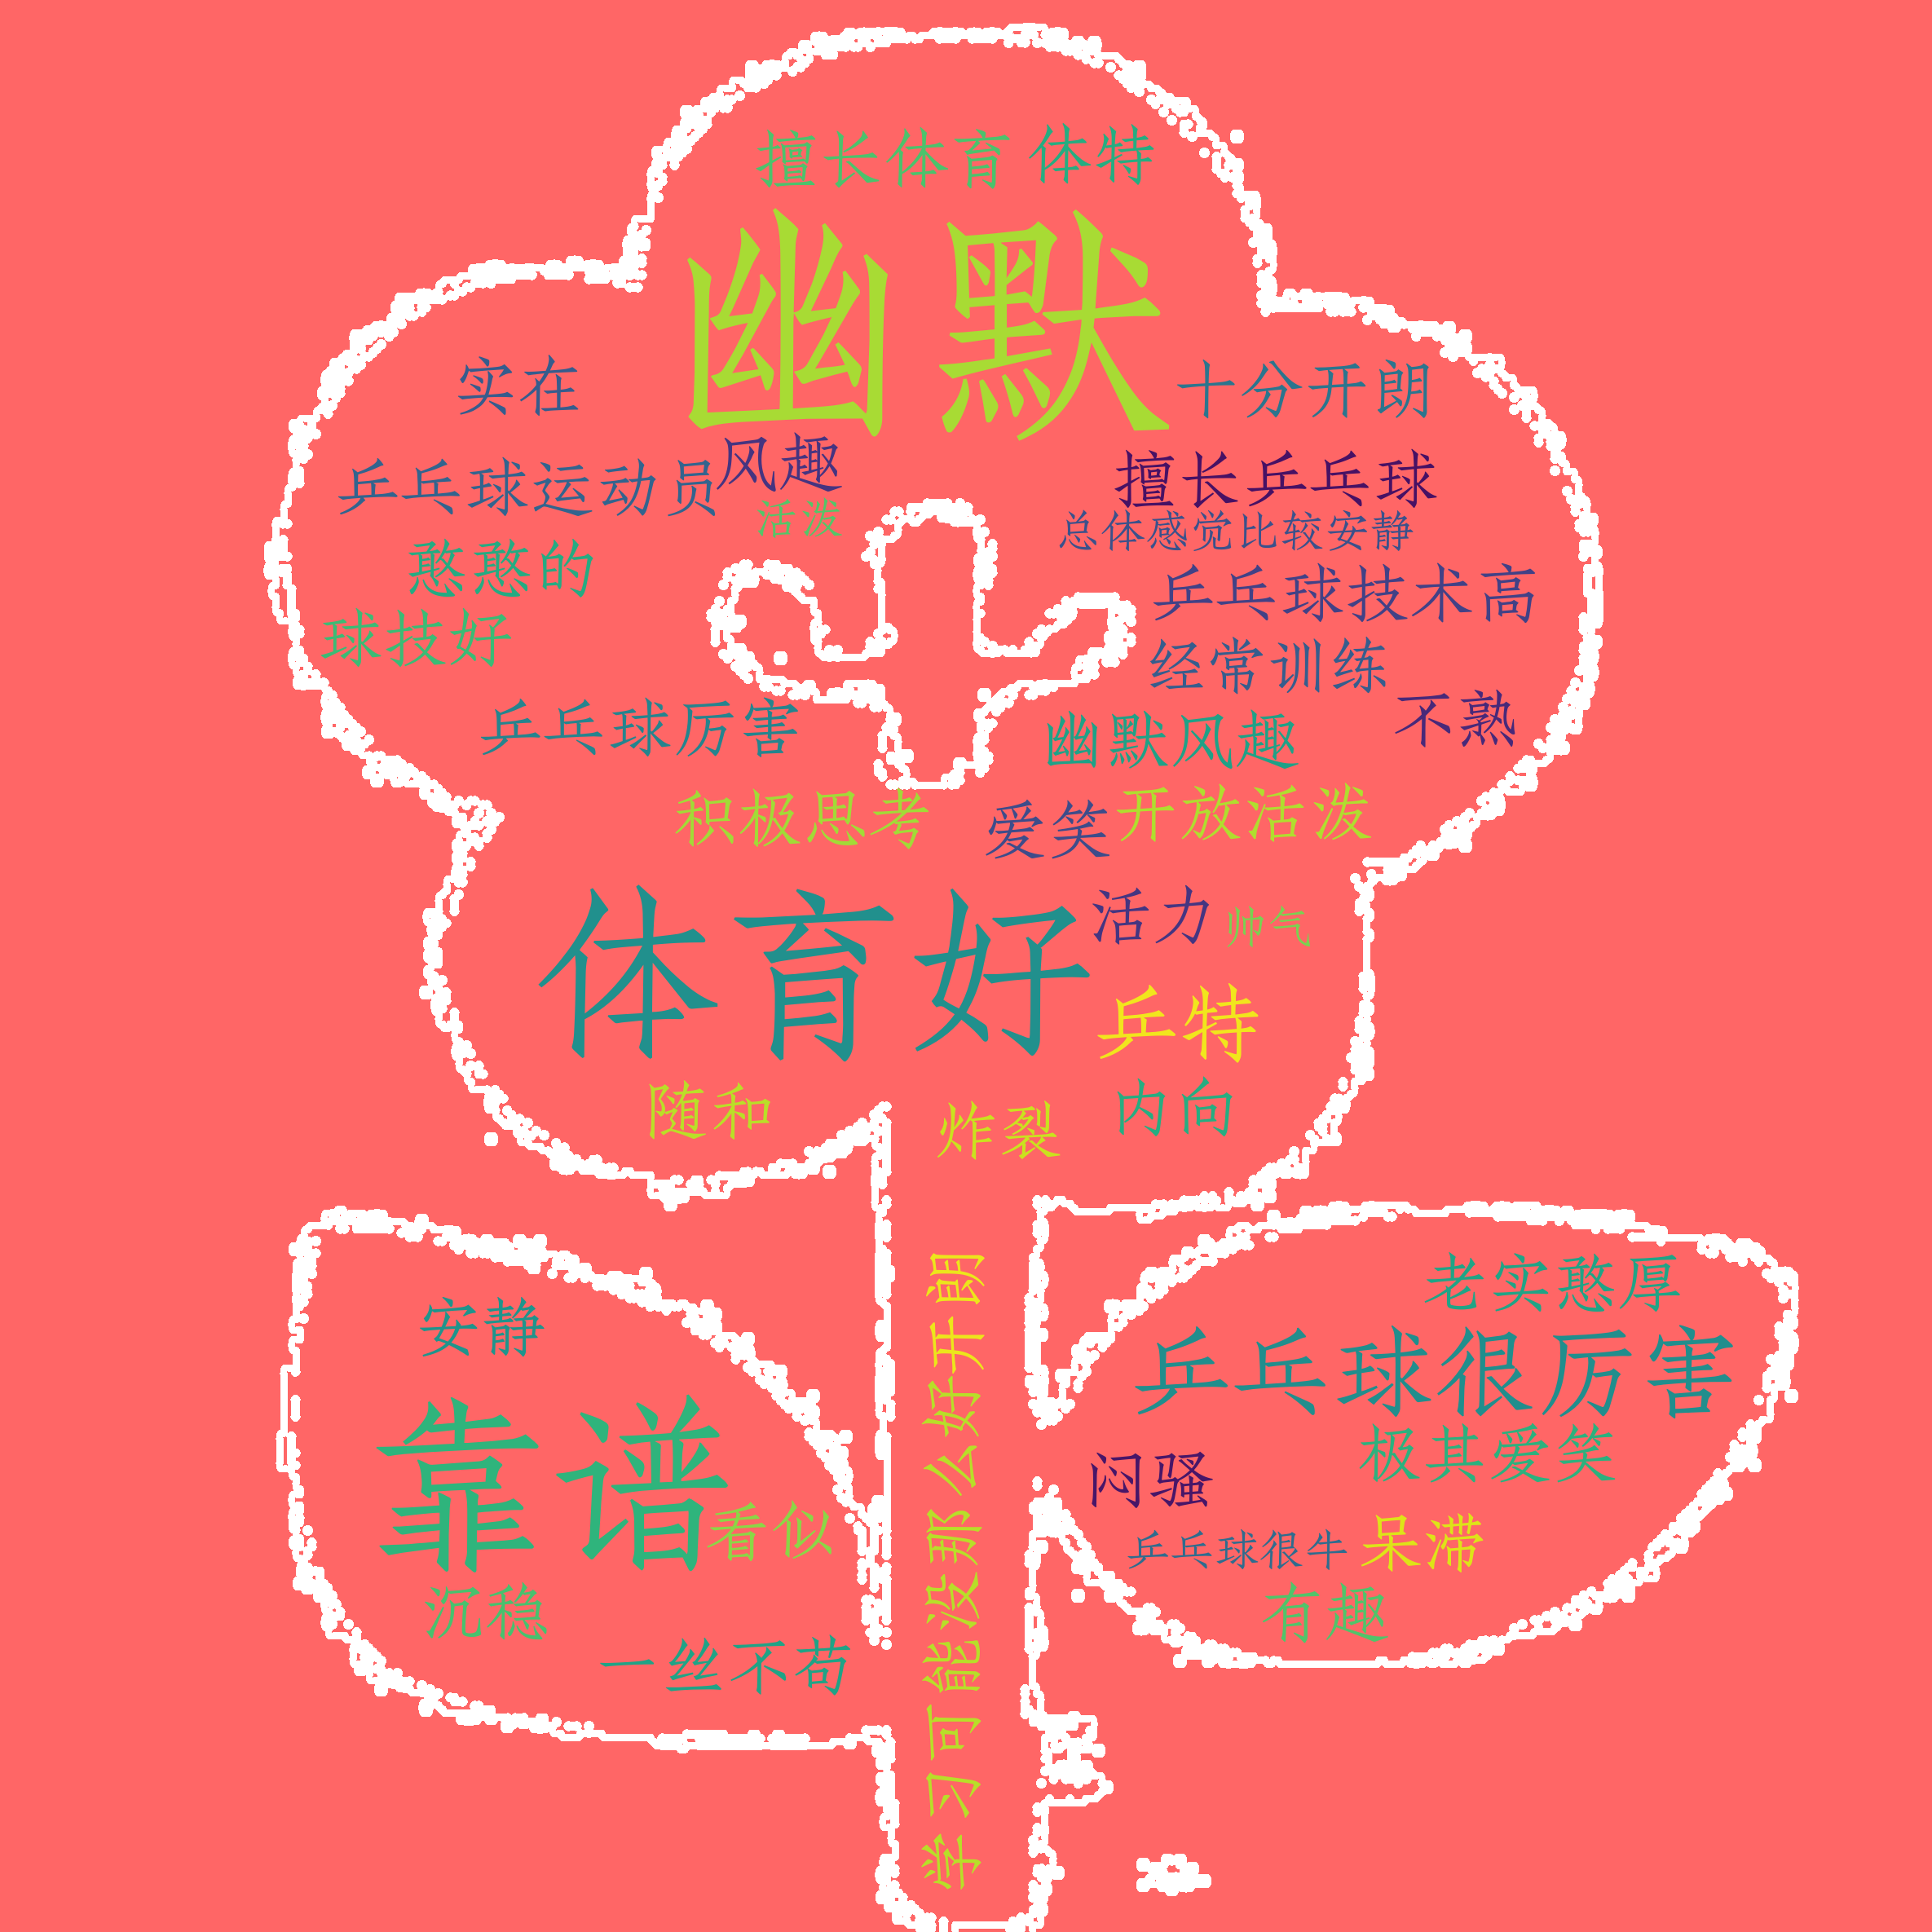 擅长体育
体特
幽默
实在
十分开朗
风趣
乒乓球运动员
擅长乒乓球
活泼
总体感觉比较安静
憨憨的
乒乓球技术高
球技好
经常训练
不熟
乒乓球厉害
幽默风趣
积极思考
爱笑
开放活泼
体育好
活力
帅气
乒特
随和
炸裂
内向
学习可能没那么好开朗
老实憨厚
安静
乒乓球很厉害
靠谱
极其爱笑
闷骚
看似
乒乓球很牛
呆滞
沉稳
有趣
一丝不苟